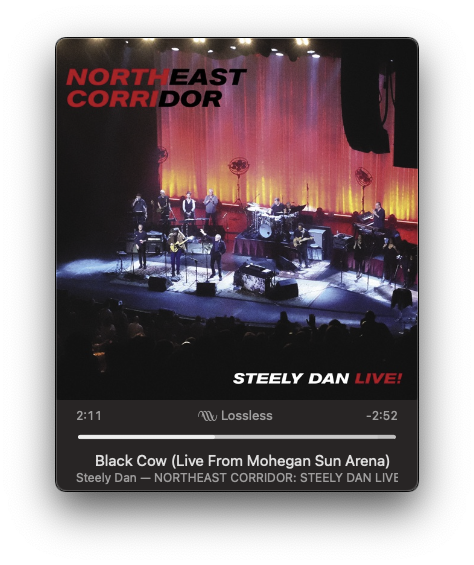 NORTHEAST
CORRIDOR
STEELY DAN LIVE!
2:11 Lossless -2:52
Black Cow (Live From Mohegan Sun Arena)
Steely Dan — NORTHEAST CORRIDOR: STEELY DAN LIVE